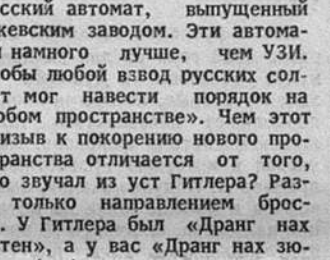 сский автомат, выпущенный
жевским заводом. Эти автома-
намного лучше, чем УЗИ.
обы любой взвод русских сол-
т мог навести порядок на
обом пространстве». Чем этот
изыв к покорению нового про-
ранства отличается от того,
о звучал из уст Гитлера? Раз-
только направлением брос-
. У Гитлера был «Дранг нах
тен», а у вас «Дранг нах зю-